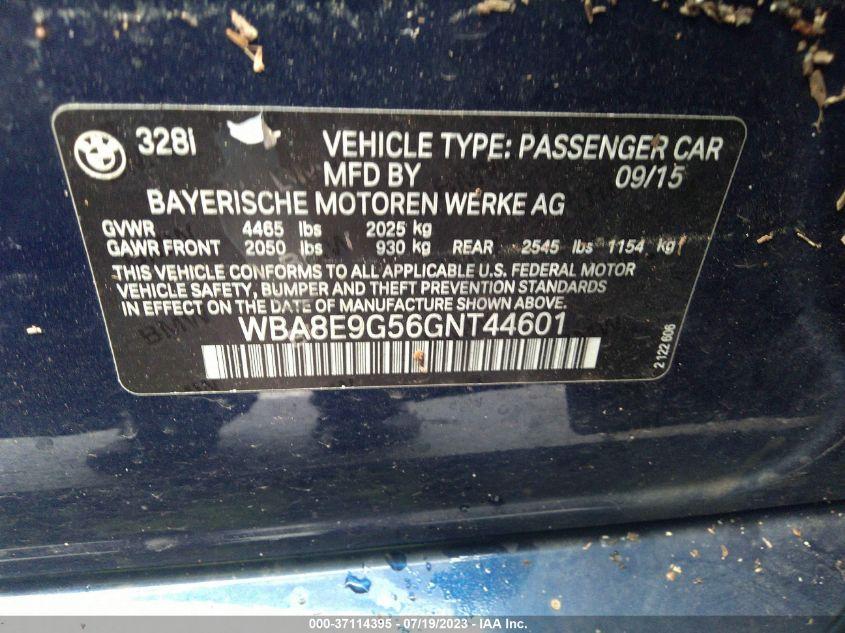 328i VEHICLE TYPE: PASSENGER CAR
MFD BY 09/15
BAYERISCHE MOTOREN WERKE AG
GVWR 4465 lbs 2025 kg
GAWR FRONT 2050 lbs 930 kg REAR 2545 lbs 1154 kg
THIS VEHICLE CONFORMS TO ALL APPLICABLE U.S. FEDERAL MOTOR
VEHICLE SAFETY, BUMPER AND THEFT PREVENTION STANDARDS
IN EFFECT ON THE DATE OF MANUFACTURE SHOWN ABOVE.
WBA8E9G56GNT44601
2 122 606
000-37114395 - 07/19/2023 - IAA Inc.